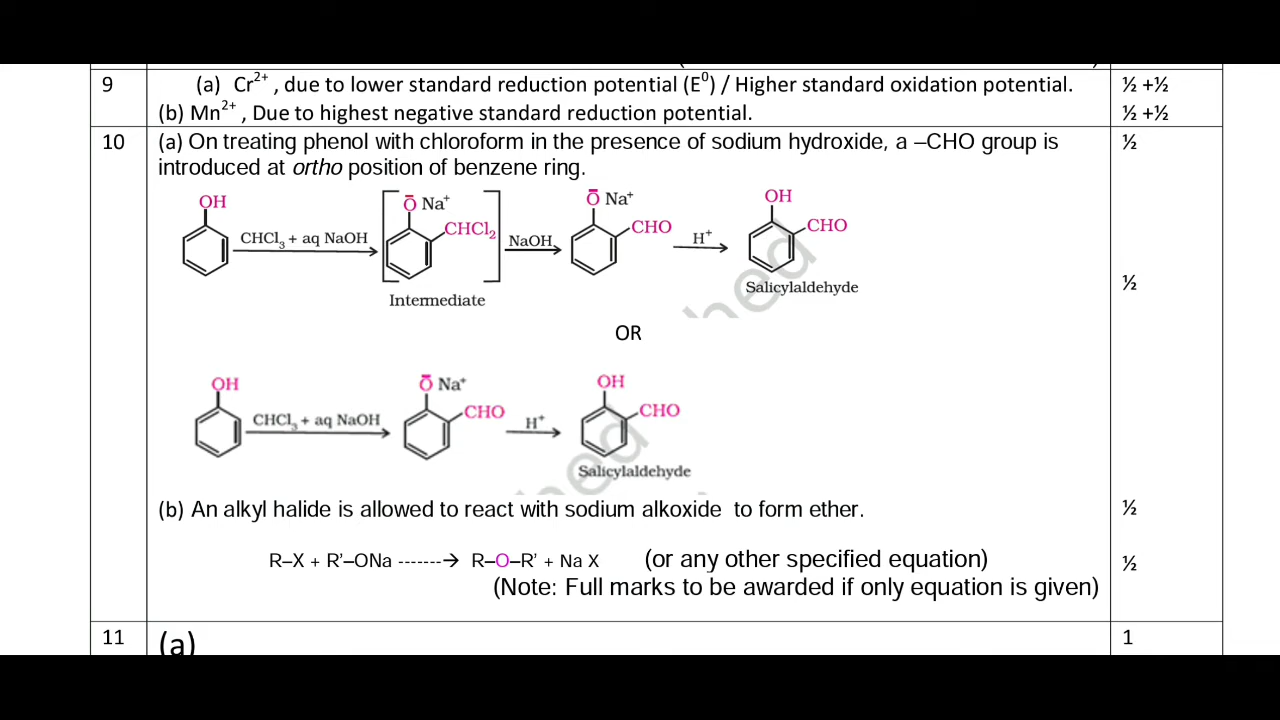 9 (a) Cr2+ , due to lower standard reduction potential (E0) / Higher standard oxidation potential. ½ +½
(b) Mn2+ , Due to highest negative standard reduction potential. ½ +½
10 (a) On treating phenol with chloroform in the presence of sodium hydroxide, a –CHO group is ½
introduced at ortho position of benzene ring.
OH CHCl3 + aq NaOH Ō Na+ CHCl2 NaOH Ō Na+ CHO H+ OH CHO
Intermediate Salicylaldehyde ½
OR
OH CHCl3 + aq NaOH Ō Na+ CHO H+ OH CHO
Salicylaldehyde
(b) An alkyl halide is allowed to react with sodium alkoxide to form ether. ½
R–X + R’–ONa -------→ R–O–R’ + Na X (or any other specified equation) ½
(Note: Full marks to be awarded if only equation is given)
11 (a) 1